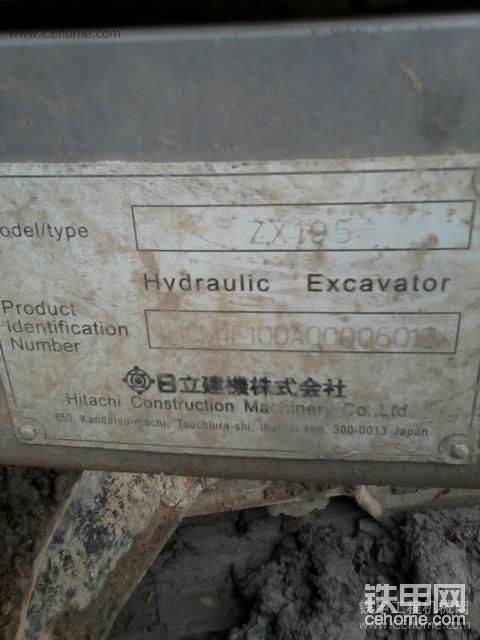 www.CEhome.com
odel/type
ZX195
Hydraulic Excavator
Product
Identification
Number
日立建機株式会社
Hitachi Construction Machinery Co.,Ltd.
650, Kandatsu-machi, Tsuchiura-shi, Ibaraki-ken, 300-0013 Japan
铁甲网
www.cehome.com